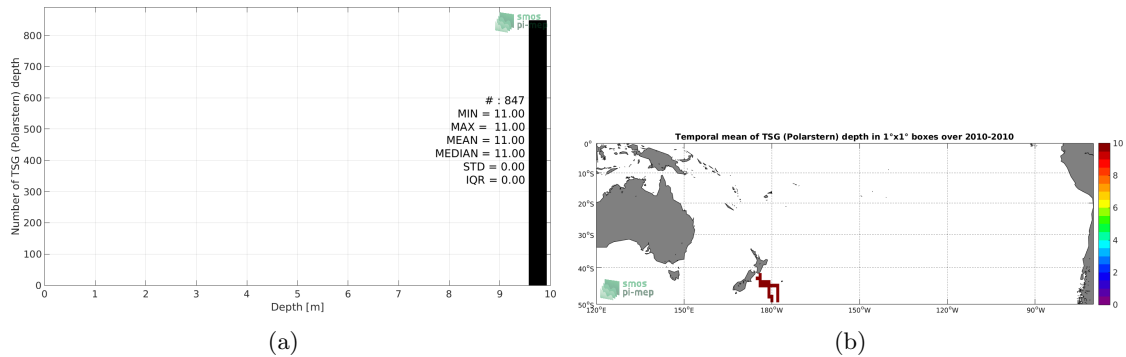 smos
pi-mep
Number of TSG (Polarstern) depth
800
700
600
500
400
300
200
100
0
# : 847
MIN = 11.00
MAX = 11.00
MEAN = 11.00
MEDIAN = 11.00
STD = 0.00
IQR = 0.00
0 1 2 3 4 5 6 7 8 9 10
Depth [m]
(a)
Temporal mean of TSG (Polarstern) depth in 1°x1° boxes over 2010-2010
0°
10°S
20°S
30°S
40°S
50°S
120°E 150°E 180°W 150°W 120°W 90°W
10
8
6
4
2
0
smos
pi-mep
(b)